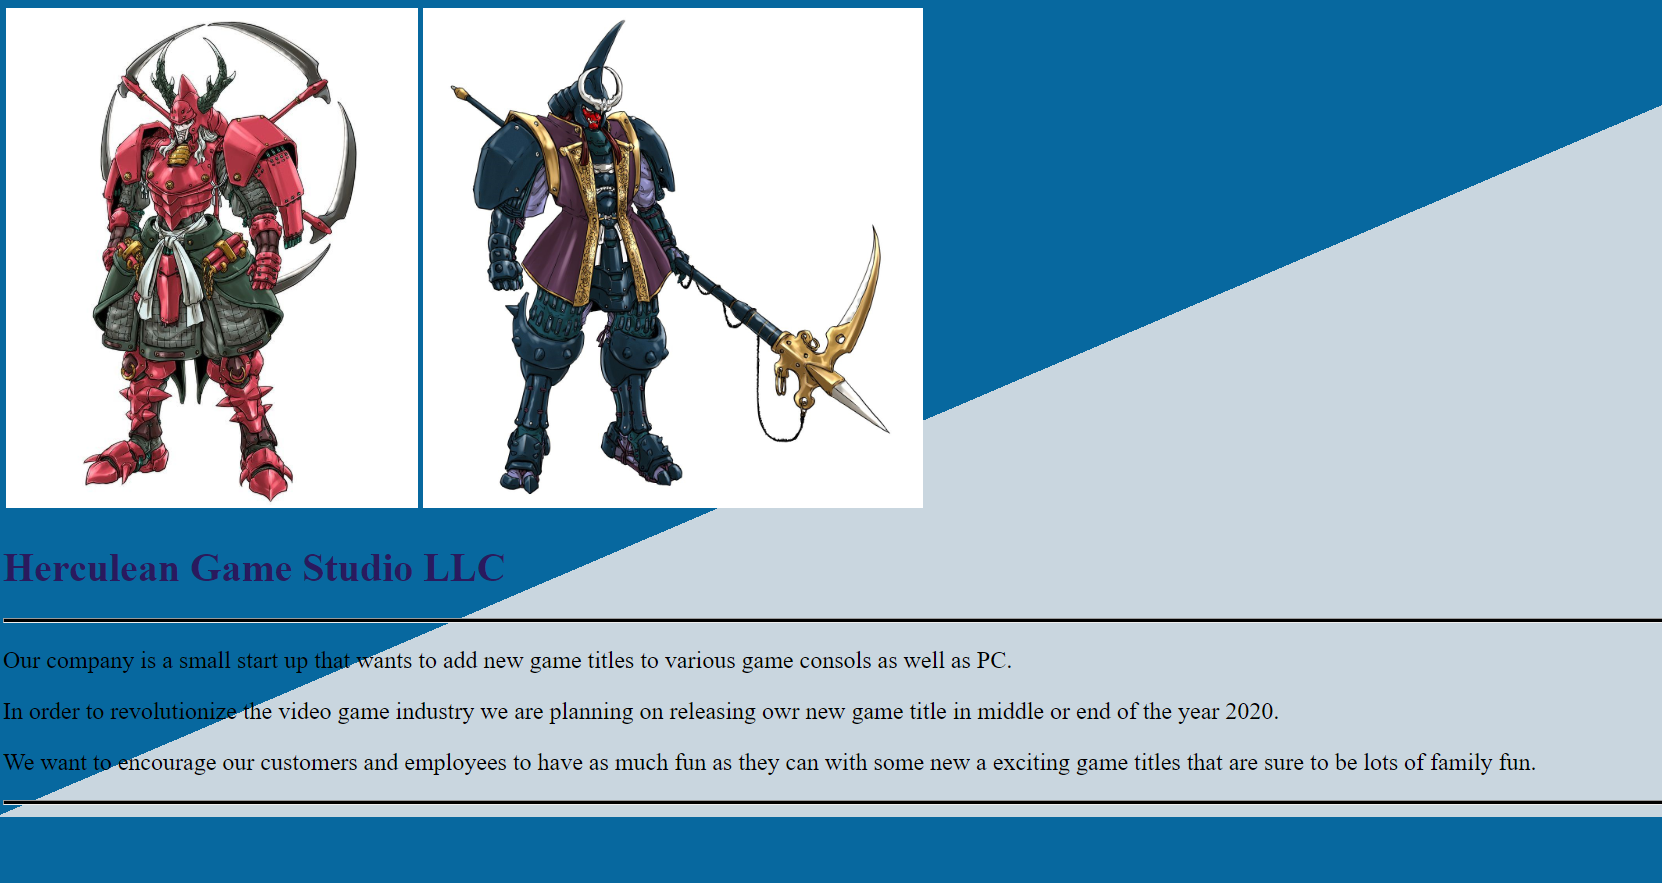 Herculean Game Studio LLC
Our company is a small start up that wants to add new game titles to various game consols as well as PC.
In order to revolutionize the video game industry we are planning on releasing owr new game title in middle or end of the year 2020.
We want to encourage our customers and employees to have as much fun as they can with some new a exciting game titles that are sure to be lots of family fun.